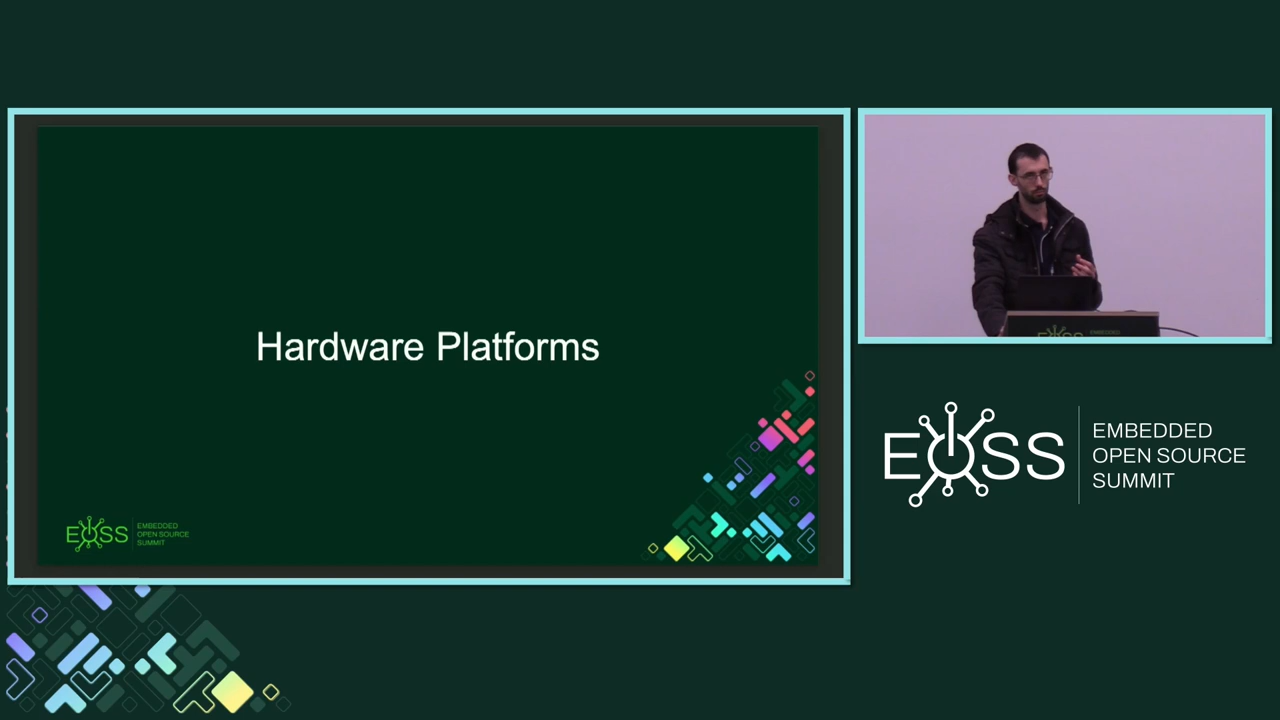 Hardware Platforms
EOSS
EMBEDDED
OPEN SOURCE
SUMMIT
EOSS
EMBEDDED
OPEN SOURCE
SUMMIT